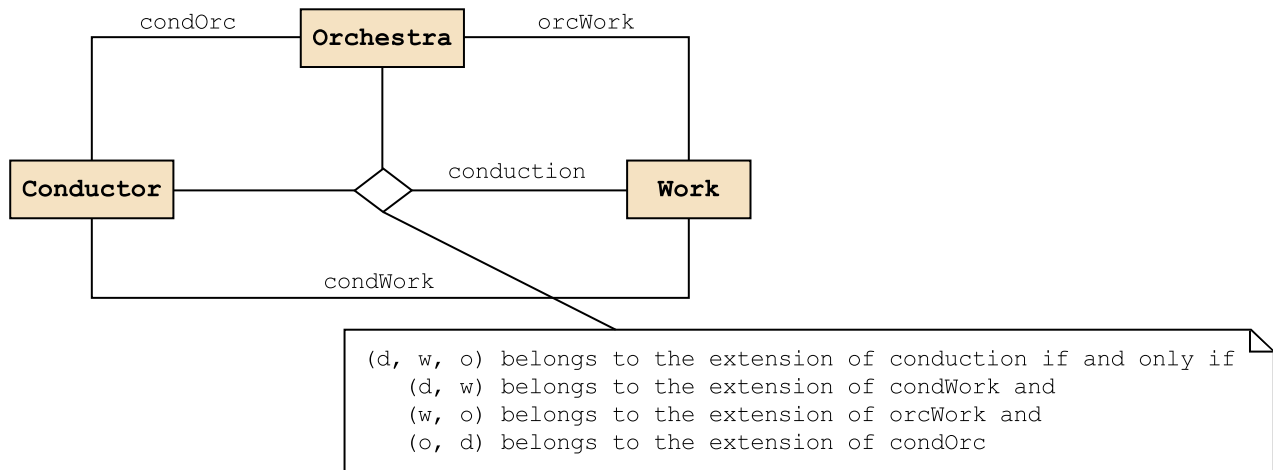 condOrc
orcWork
Orchestra
conduction
Conductor
Work
condWork
(d, w, o) belongs to the extension of conduction if and only if
(d, w) belongs to the extension of condWork and
(w, o) belongs to the extension of orcWork and
(o, d) belongs to the extension of condOrc